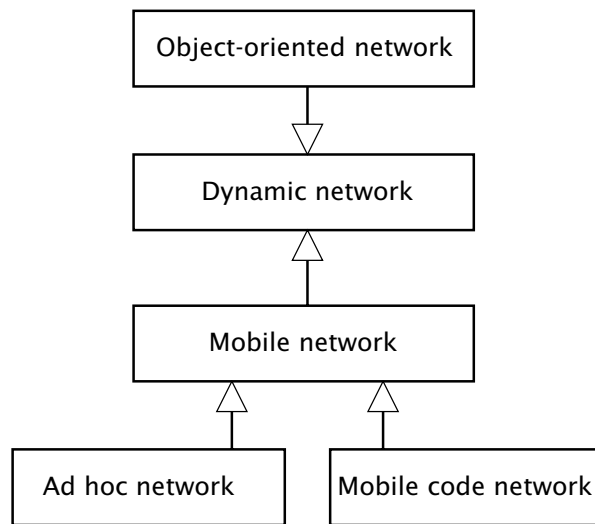 Object-oriented network
Dynamic network
Mobile network
Ad hoc network
Mobile code network